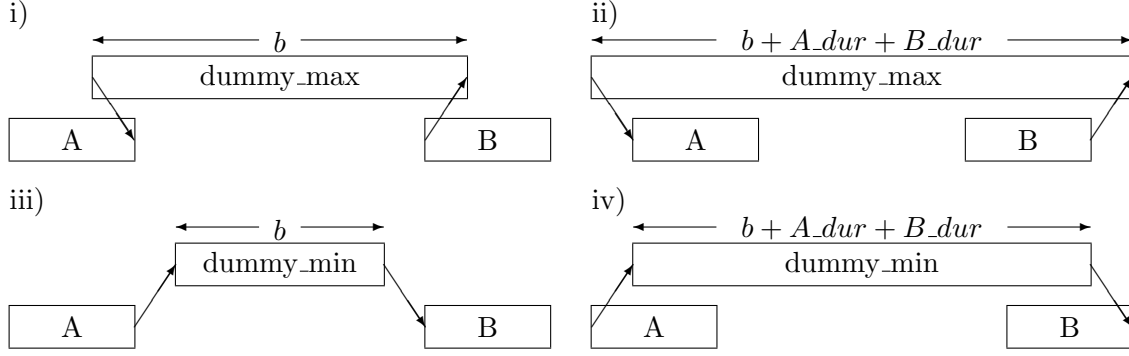 i)
b
dummy_max
A
B
ii)
b + A_dur + B_dur
dummy_max
A
B
iii)
b
dummy_min
A
B
iv)
b + A_dur + B_dur
dummy_min
A
B